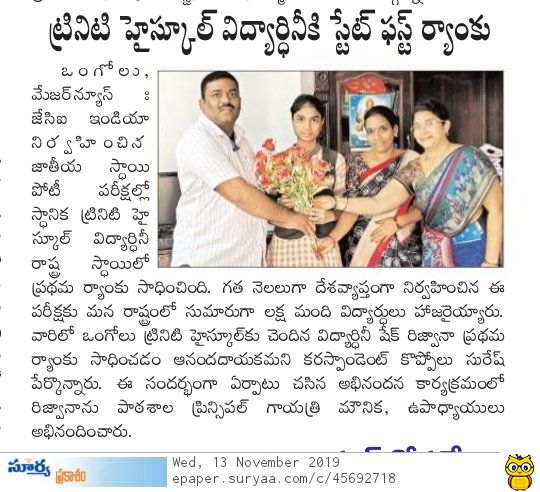 ట్రినిటి హైస్కూల్ విద్యార్ధినీకి స్టేట్ ఫస్ట్ ర్యాంకు
ఒంగోలు,
మేజర్‌న్యూస్ :
జేసిఐ ఇండియా
నిర్వహించిన
జాతీయ స్ధాయి
పోటీ పరీక్షల్లో
స్ధానిక ట్రినిటి హై
స్కూల్ విద్యార్ధినీ
రాష్ట్ర స్ధాయిలో
ప్రథమ ర్యాంకు సాధించింది. గత నెలలుగా దేశవ్యాప్తంగా నిర్వహించిన ఈ
పరీక్షకు మన రాష్ట్రంలో సుమారుగా లక్ష మంది విద్యార్ధులు హాజరైయ్యారు.
వారిలో ఒంగోలు ట్రినిటి హైస్కూల్‌కు చెందిన విద్యార్ధినీ షేక్ రిజ్వానా ప్రథమ
ర్యాంకు సాధించడం ఆనందదాయకమని కరస్పాండెంట్ కొప్పోలు సురేష్
పేర్కొన్నారు. ఈ సందర్భంగా ఏర్పాటు చసిన అభినందన కార్యక్రమంలో
రిజ్వానాను పాఠశాల ప్రిన్సిపల్ గాయత్రి మౌనిక, ఉపాధ్యాయులు
అభినందించారు.
సూర్య ప్రకాశం
Wed, 13 November 2019
epaper.suryaa.com/c/45692718